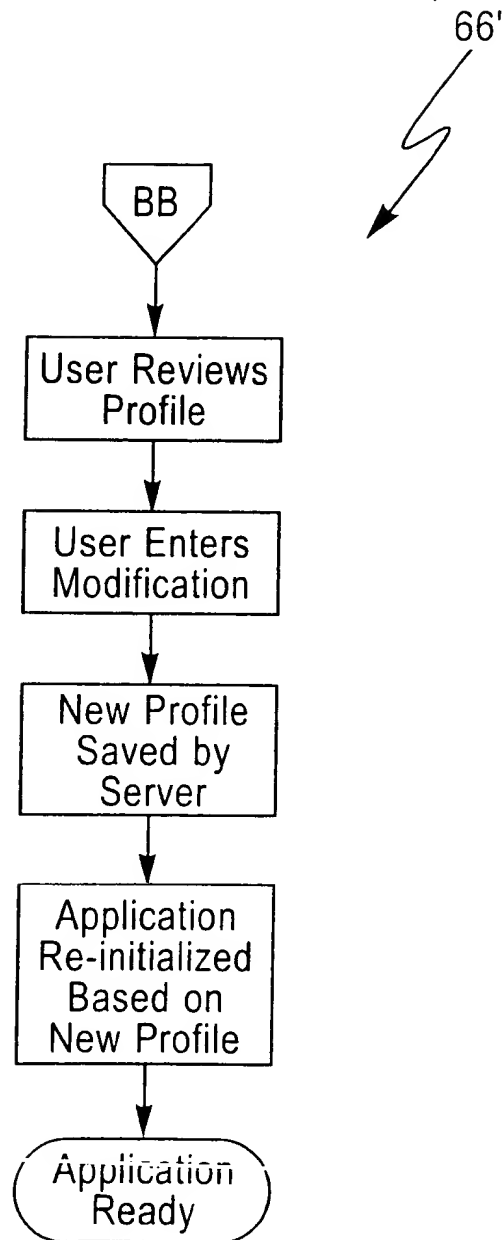 66'
BB
User Reviews
Profile
User Enters
Modification
New Profile
Saved by
Server
Application
Re-initialized
Based on
New Profile
Application
Ready